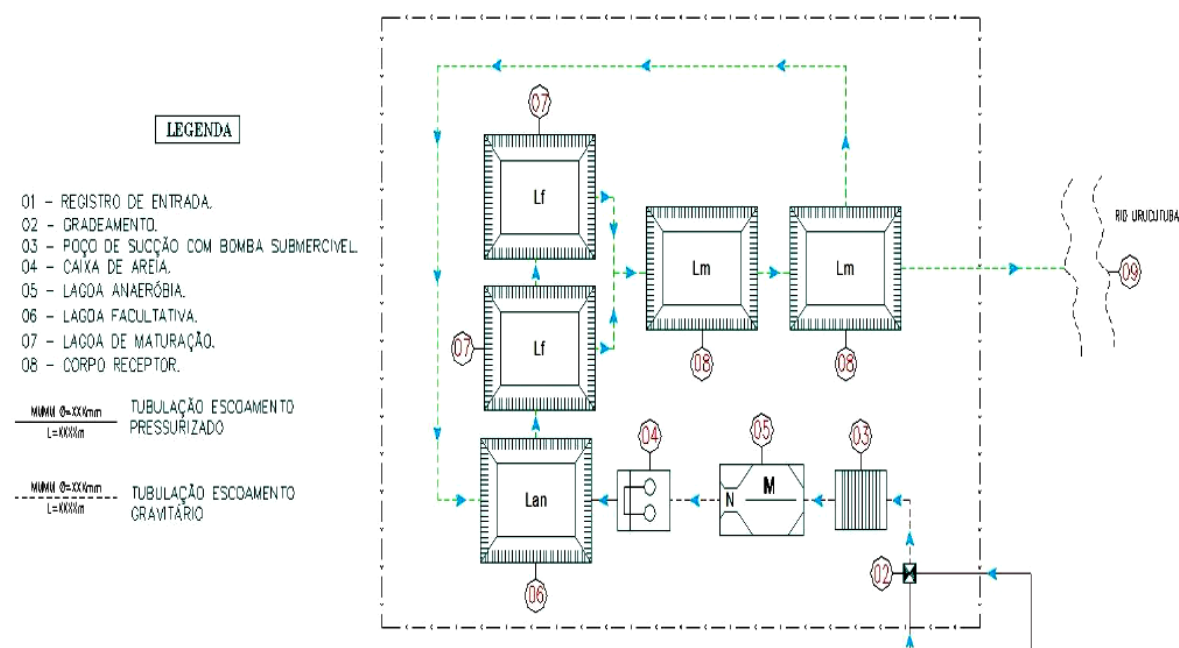 LEGENDA
01 - REGISTRO DE ENTRADA.
02 - GRADEAMENTO.
03 - POÇO DE SUCÇÃO COM BOMBA SUBMERCIVEL.
04 - CAIXA DE AREIA.
05 - LAGOA ANAERÓBIA.
06 - LAGOA FACULTATIVA.
07 - LAGOA DE MATURAÇÃO.
08 - CORPO RECEPTOR.
TUBULAÇÃO ESCOAMENTO
PRESSURIZADO
L=XXXXm
TUBULAÇÃO ESCOAMENTO
GRAVITÁRIO
L=XXXXm
07
Lf
Lm
Lm
RIO URUCUTUBA
09
07
Lf
08
08
04
05
03
Lan
N
M
02
06